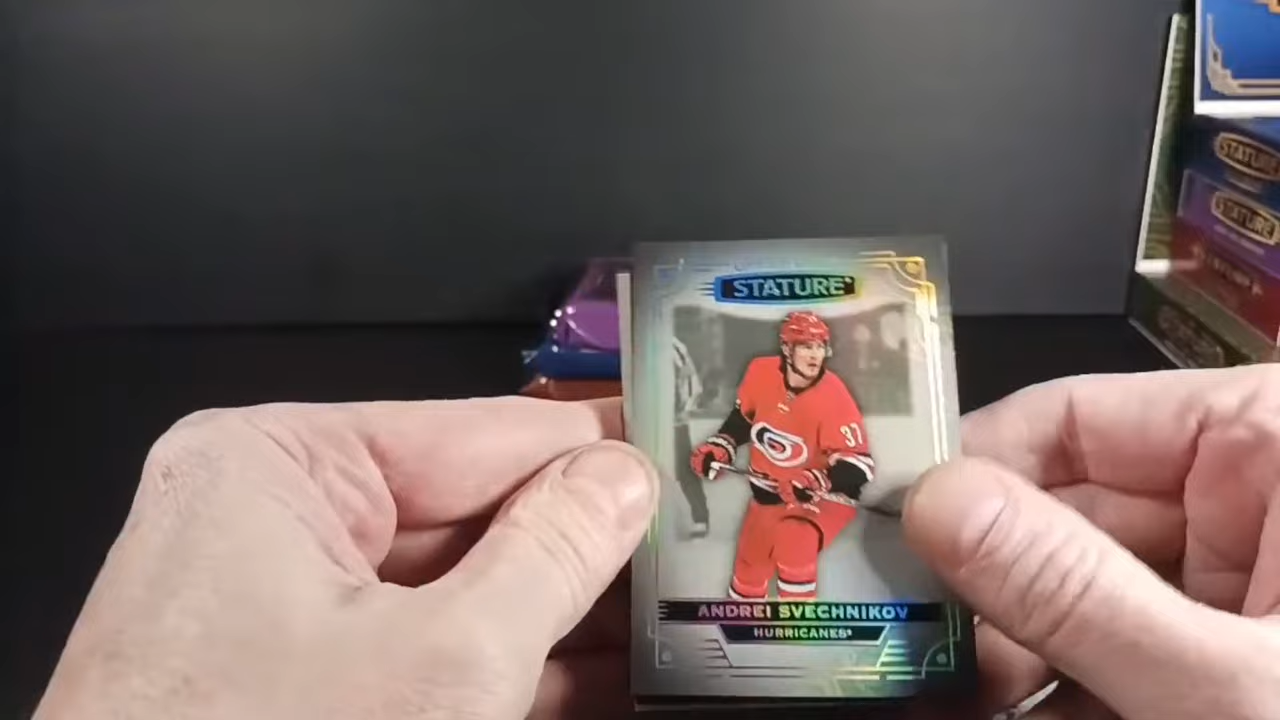 STATURE
37
ANDREI SVECHNIKOV
HURRICANES
STATURE
STATURE